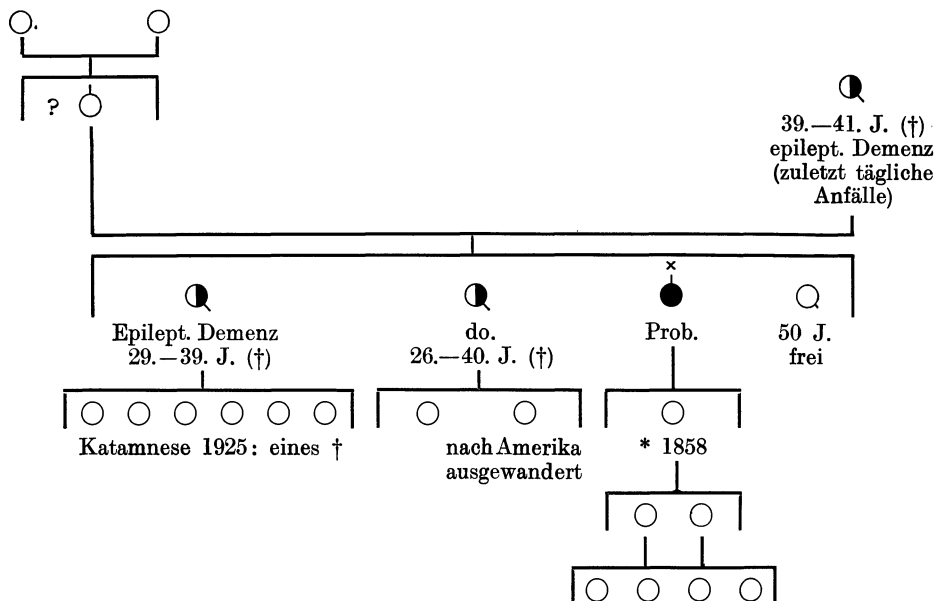 ?
39.—41. J. (†)
epilept. Demenz
(zuletzt tägliche
Anfälle)
×
Epilept. Demenz
29.—39. J. (†)
do.
26.—40. J. (†)
Prob.
50 J.
frei
Katamnese 1925: eines †
nach Amerika
ausgewandert
* 1858